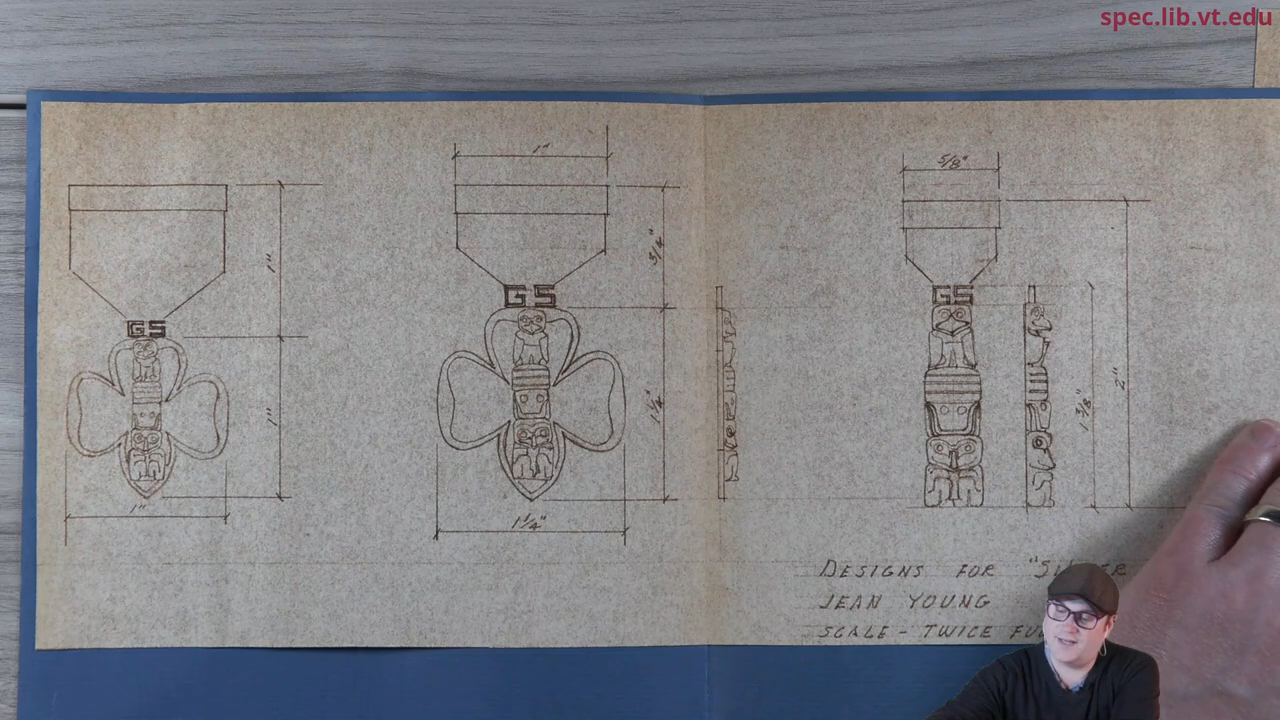 spec.lib.vt.edu
1"
5/8"
GS
1"
1"
1"
GS
3/4"
1 1/4"
1 1/4"
GS
1 3/8"
2"
DESIGNS FOR
JEAN YOUNG
SCALE - TWICE